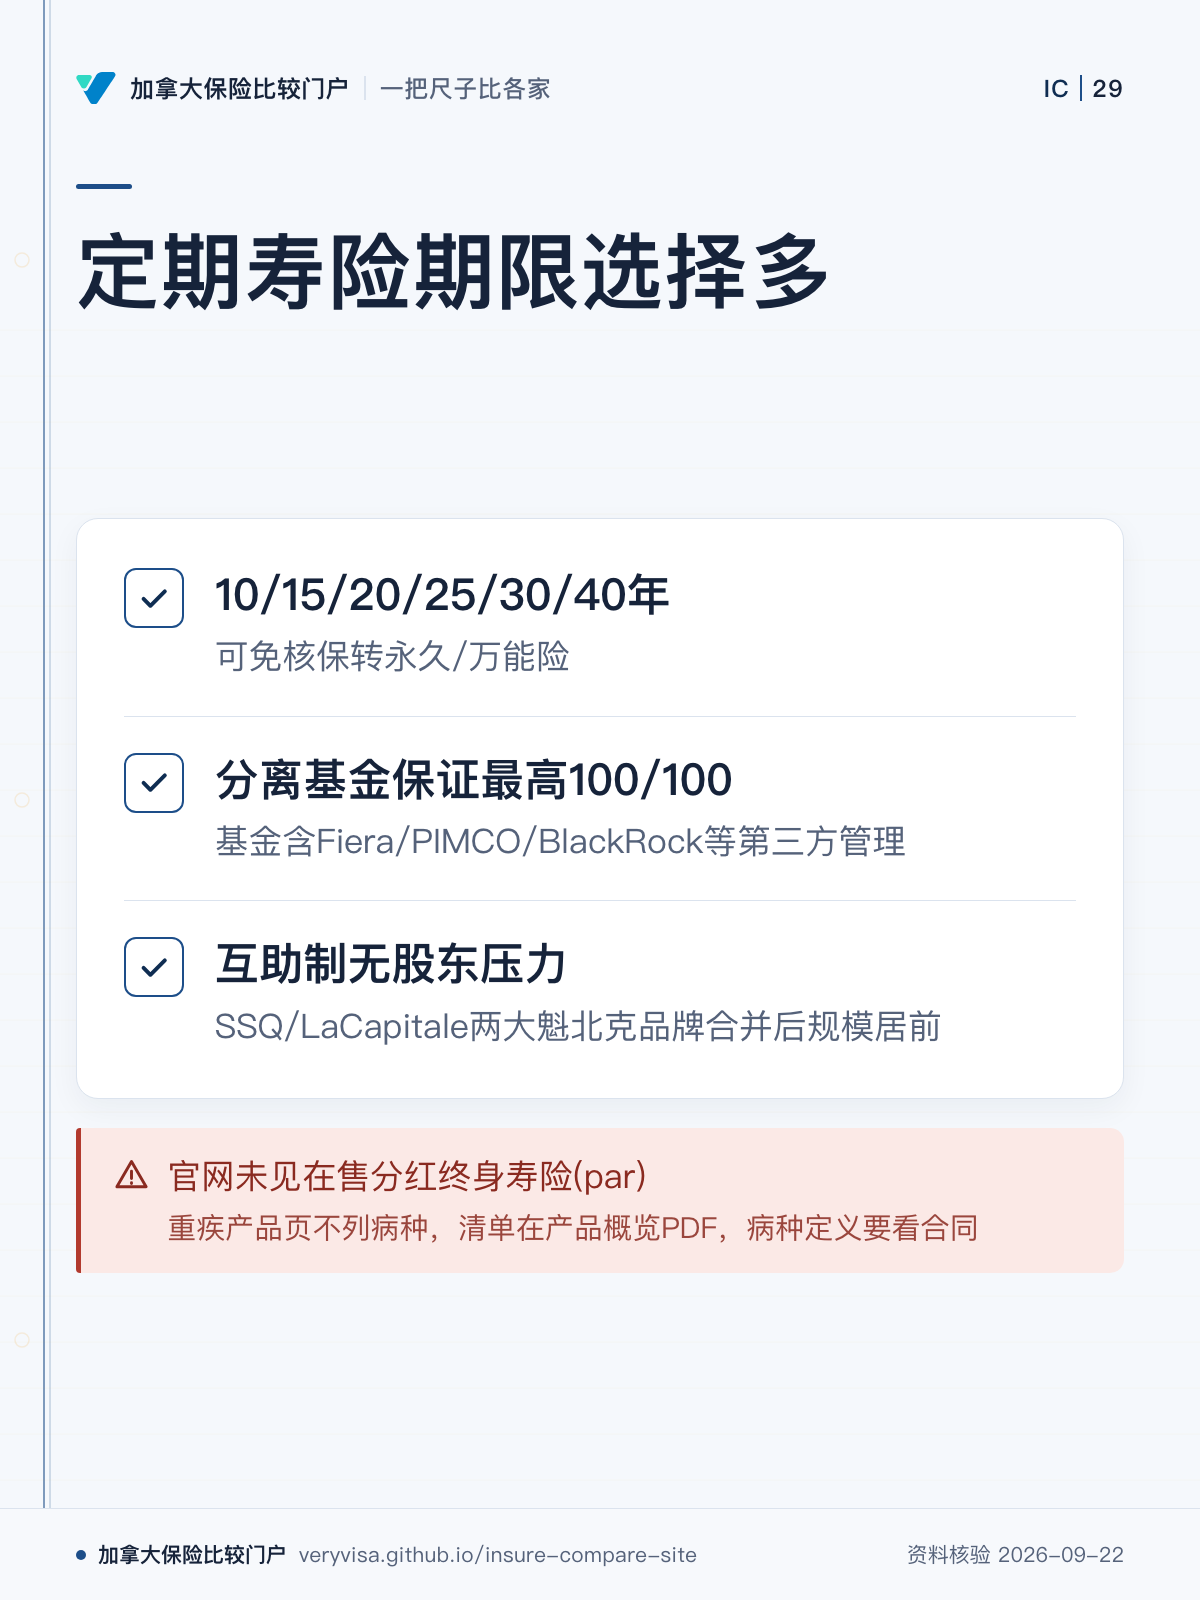 加拿大保险比较门户 一把尺子比各家
IC 29
定期寿险期限选择多
10/15/20/25/30/40年
可免核保转永久/万能险
分离基金保证最高100/100
基金含Fiera/PIMCO/BlackRock等第三方管理
互助制无股东压力
SSQ/LaCapitale两大魁北克品牌合并后规模居前
官网未见在售分红终身寿险(par)
重疾产品页不列病种，清单在产品概览PDF，病种定义要看合同
加拿大保险比较门户 veryvisa.github.io/insure-compare-site
资料核验 2026-09-22